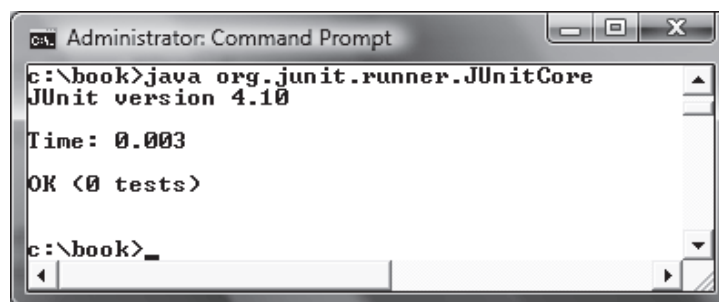 Administrator: Command Prompt
c:\book>java org.junit.runner.JUnitCore
JUnit version 4.10
Time: 0.003
OK (0 tests)
c:\book>_